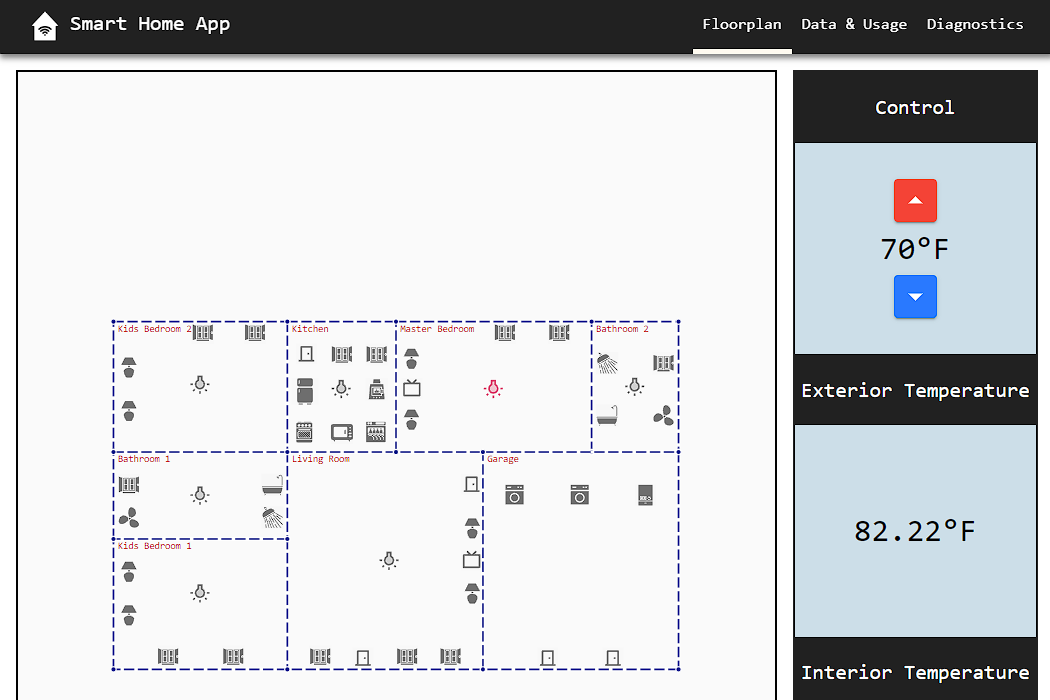 Smart Home App
Floorplan
Data & Usage
Diagnostics
Control
70°F
Exterior Temperature
82.22°F
Interior Temperature
Kids Bedroom 2
Kitchen
Master Bedroom
Bathroom 2
Bathroom 1
Living Room
Garage
Kids Bedroom 1